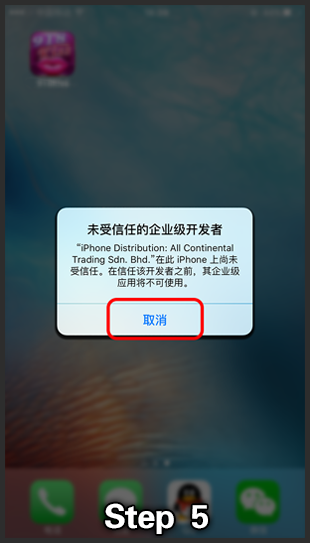 未受信任的企业级开发者
“iPhone Distribution: All Continental
Trading Sdn. Bhd.”在此 iPhone 上尚未
受信任。在信任该开发者之前，其企业级
应用将不可使用。
取消
Step 5